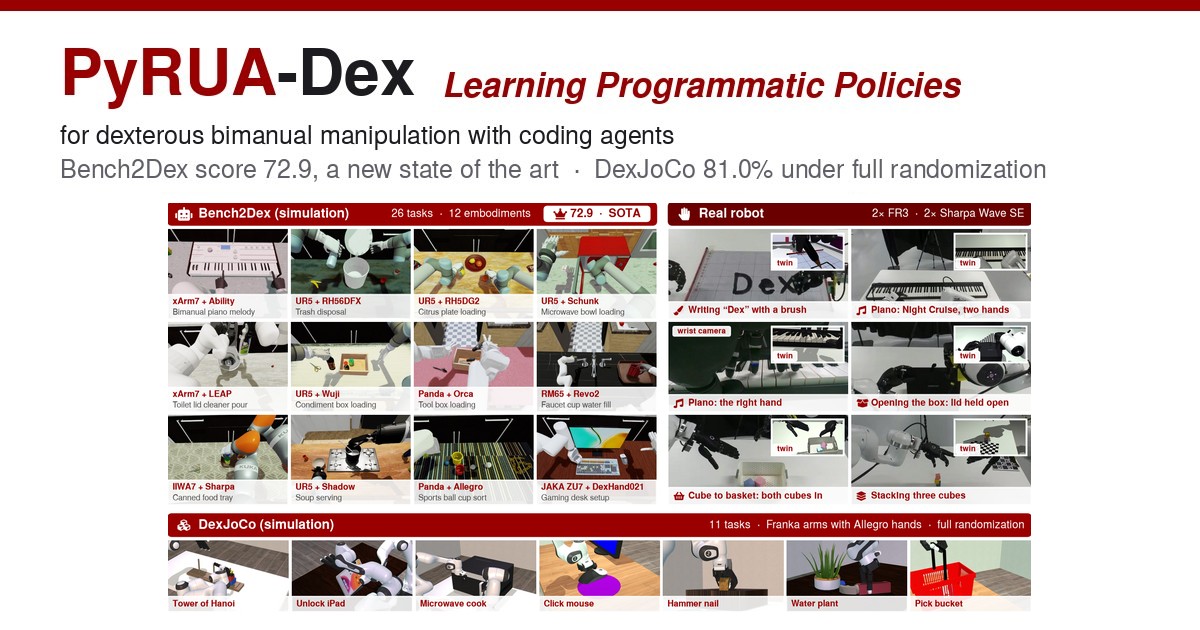 PyRUA-Dex Learning Programmatic Policies
for dexterous bimanual manipulation with coding agents
Bench2Dex score 72.9, a new state of the art · DexJoCo 81.0% under full randomization
Bench2Dex (simulation) 26 tasks · 12 embodiments 72.9 · SOTA
xArm7 + Ability
Bimanual piano melody
UR5 + RH56DFX
Trash disposal
UR5 + RH5DG2
Citrus plate loading
UR5 + Schunk
Microwave bowl loading
xArm7 + LEAP
Toilet lid cleaner pour
UR5 + Wuji
Condiment box loading
Panda + Orca
Tool box loading
RM65 + Revo2
Faucet cup water fill
IIWA7 + Sharpa
Canned food tray
UR5 + Shadow
Soup serving
Panda + Allegro
Sports ball cup sort
JAKA ZU7 + DexHand021
Gaming desk setup
Real robot 2× FR3 · 2× Sharpa Wave SE
Dex
twin
Writing “Dex” with a brush
twin
Piano: Night Cruise, two hands
wrist camera
twin
Piano: the right hand
twin
Opening the box: lid held open
twin
Cube to basket: both cubes in
twin
Stacking three cubes
DexJoCo (simulation) 11 tasks · Franka arms with Allegro hands · full randomization
Tower of Hanoi
Unlock iPad
Microwave cook
Click mouse
Hammer nail
Water plant
Pick bucket